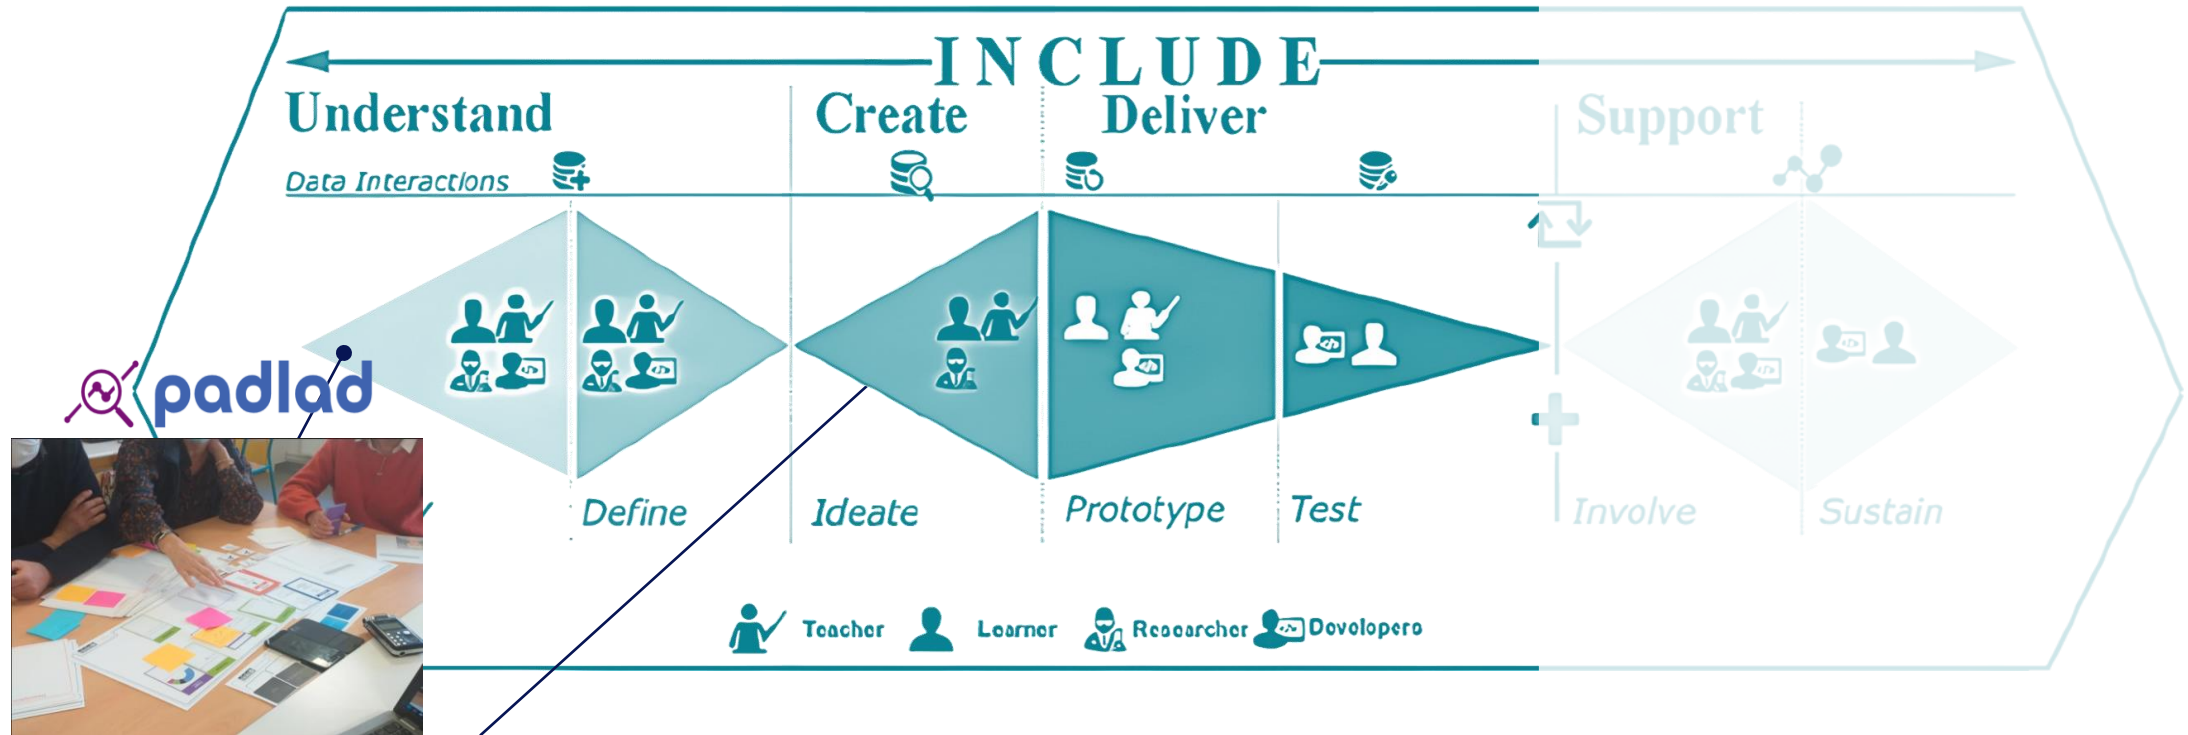 INCLUDE
Understand
Create
Deliver
Support
Data Interactions
padlad
Define
Ideate
Prototype
Test
Involve
Sustain
Teacher
Learner
Researcher
Developers